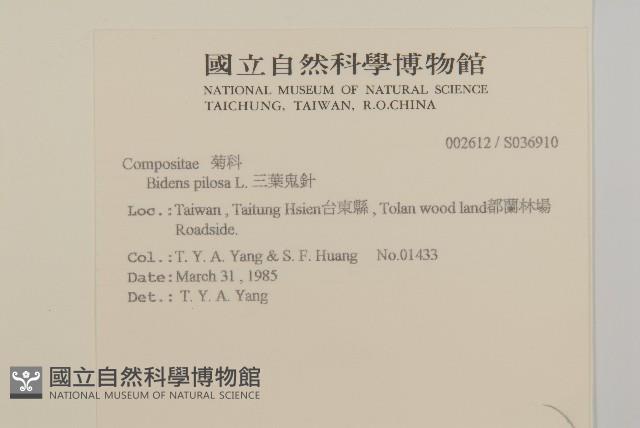 國立自然科學博物館
NATIONAL MUSEUM OF NATURAL SCIENCE
TAICHUNG, TAIWAN, R.O.CHINA
002612 / S036910
Compositae 菊科
Bidens pilosa L. 三葉鬼針
Loc.:Taiwan , Taitung Hsien台東縣 , Tolan wood land都蘭林場
Roadside.
Col.:T. Y. A. Yang & S. F. Huang No.01433
Date:March 31 , 1985
Det.: T. Y. A. Yang
國立自然科學博物館
NATIONAL MUSEUM OF NATURAL SCIENCE